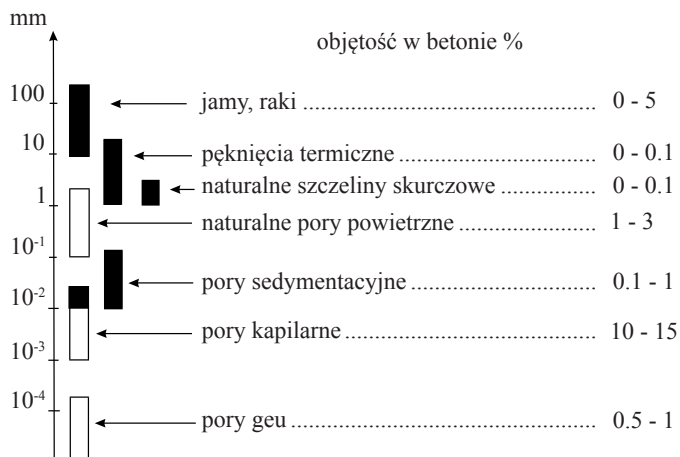 mm
objętość w betonie %
100
jamy, raki ........................................................ 0 - 5
10
pęknięcia termiczne ....................................... 0 - 0.1
naturalne szczeliny skurczowe ..................... 0 - 0.1
1
naturalne pory powietrzne ............................ 1 - 3
10⁻¹
pory sedymentacyjne ..................................... 0.1 - 1
10⁻²
pory kapilarne .................................................. 10 - 15
10⁻³
10⁻⁴
pory geu ............................................................ 0.5 - 1